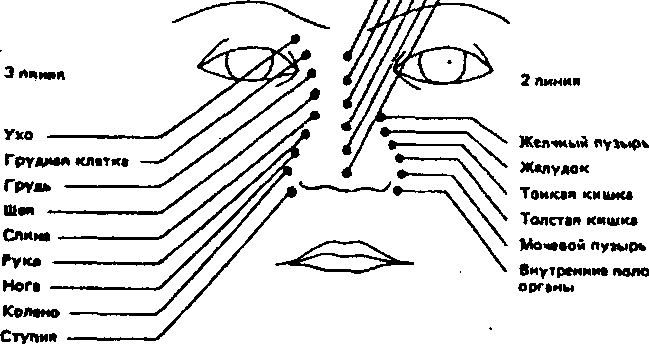 3 линия
Ухо
Грудная клетка
Грудь
Шея
Спина
Рука
Нога
Колено
Ступня
2 линия
Желчный пузырь
Желудок
Тонкая кишка
Толстая кишка
Мочевой пузырь
Внутренние поло
органы